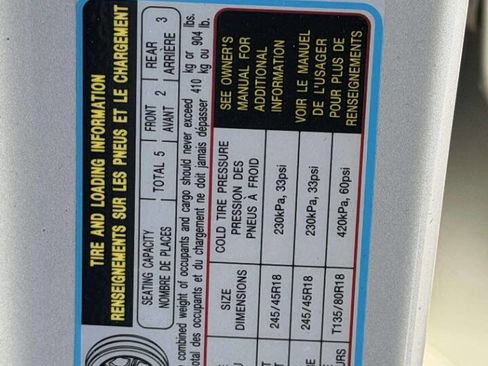 TIRE AND LOADING INFORMATION
RENSEIGNEMENTS SUR LES PNEUS ET LE CHARGEMENT
SEATING CAPACITY
NOMBRE DE PLACES
TOTAL 5
FRONT
AVANT
2
REAR
ARRIÈRE
3
combined weight of occupants and cargo should never exceed 410 kg or lbs.
total des occupants et du chargement ne doit jamais dépasser 410 kg ou 904 lb.
SIZE
DIMENSIONS
COLD TIRE PRESSURE
PRESSION DES
PNEUS À FROID
245/45R18
230kPa, 33psi
245/45R18
230kPa, 33psi
T135/80R18
420kPa, 60psi
SEE OWNER'S
MANUAL FOR
ADDITIONAL
INFORMATION
VOIR LE MANUEL
DE L'USAGER
POUR PLUS DE
RENSEIGNEMENTS